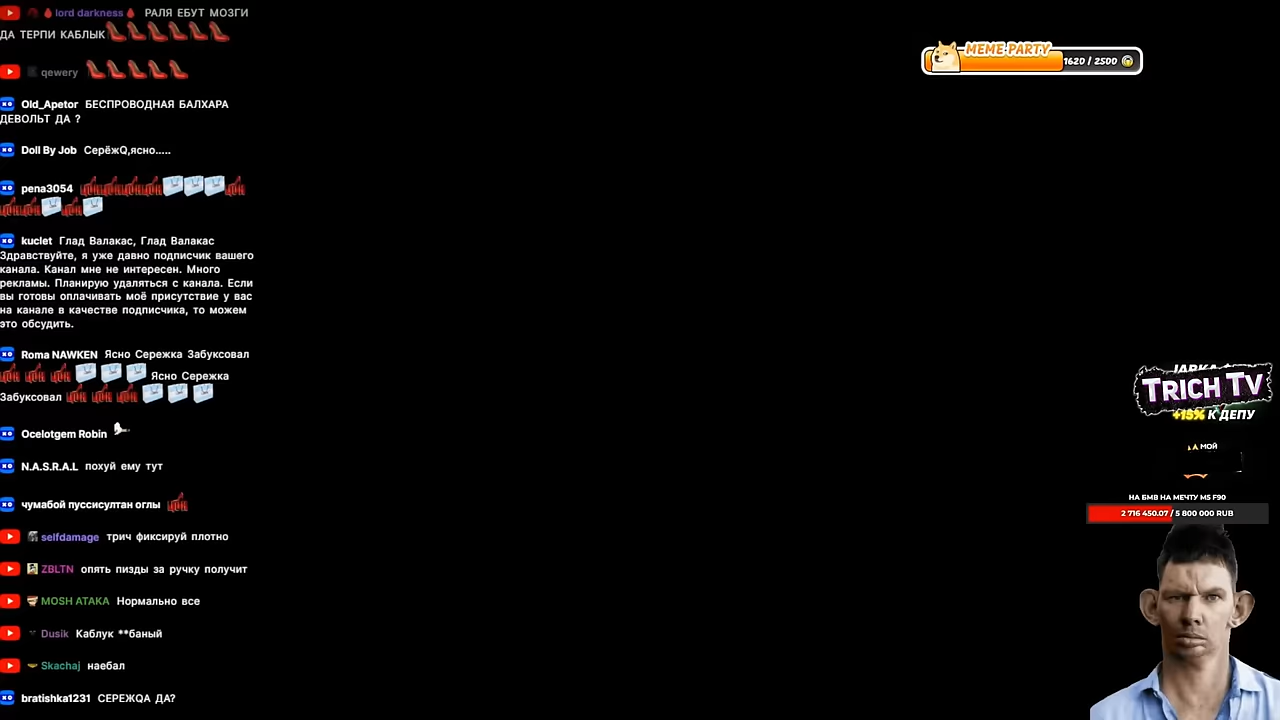 lord darkness РАЛЯ ЕБУТ МОЗГИ
ДА ТЕРПИ КАБЛЫК
qewery
Old_Apetor БЕСПРОВОДНАЯ БАЛХАРА
ДЕВОЛЬТ ДА ?
Doll By Job СерёжQ,ясно.....
pena3054
kuclet Глад Валакас, Глад Валакас
Здравствуйте, я уже давно подписчик вашего
канала. Канал мне не интересен. Много
рекламы. Планирую удаляться с канала. Если
вы готовы оплачивать моё присутствие у вас
на канале в качестве подписчика, то можем
это обсудить.
Roma NAWKEN Ясно Сережка Забуксовал
Ясно Сережка
Забуксовал
Ocelotgem Robin
N.A.S.R.A.L похуй ему тут
чумабой пуссисултан оглы
selfdamage трич фиксируй плотно
ZBLTN опять пизды за ручку получит
MOSH ATAKA Нормально все
Dusik Каблук **баный
Skachaj наебал
bratishka1231 СЕРЕЖQA ДА?
MEME PARTY
1620 / 2500
TRICH TV
+15% К ДЕПУ
МОЙ
НА БМВ НА МЕЧТУ M5 F90
2 716 450.07 / 5 800 000 RUB